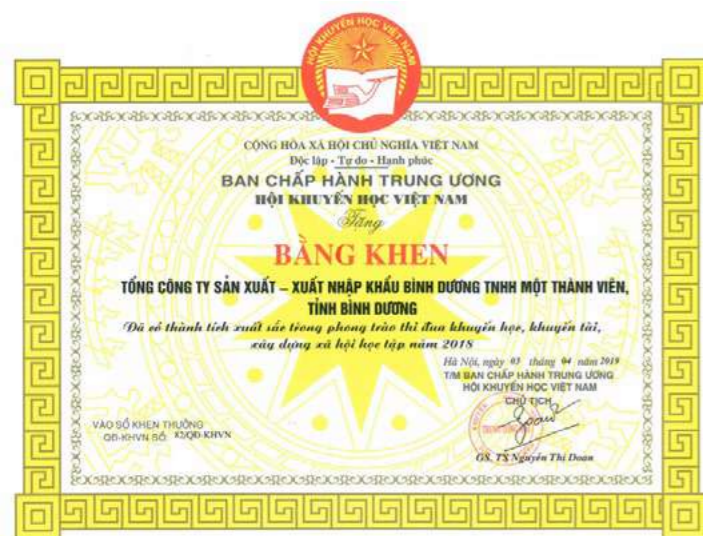 HỘI KHUYẾN HỌC VIỆT NAM
CỘNG HÒA XÃ HỘI CHỦ NGHĨA VIỆT NAM
Độc lập - Tự do - Hạnh phúc
BAN CHẤP HÀNH TRUNG ƯƠNG
HỘI KHUYẾN HỌC VIỆT NAM
Tặng
BẰNG KHEN
TỔNG CÔNG TY SẢN XUẤT – XUẤT NHẬP KHẨU BÌNH DƯƠNG TNHH MỘT THÀNH VIÊN,
TỈNH BÌNH DƯƠNG
Đã có thành tích xuất sắc trong phong trào thi đua khuyến học, khuyến tài,
xây dựng xã hội học tập năm 2018
Hà Nội, ngày 03 tháng 04 năm 2019
T/M BAN CHẤP HÀNH TRUNG ƯƠNG
HỘI KHUYẾN HỌC VIỆT NAM
CHỦ TỊCH
VÀO SỔ KHEN THƯỞNG
QĐ-KHVN SỐ: 82/QĐ-KHVN
GS. TS Nguyễn Thị Doan